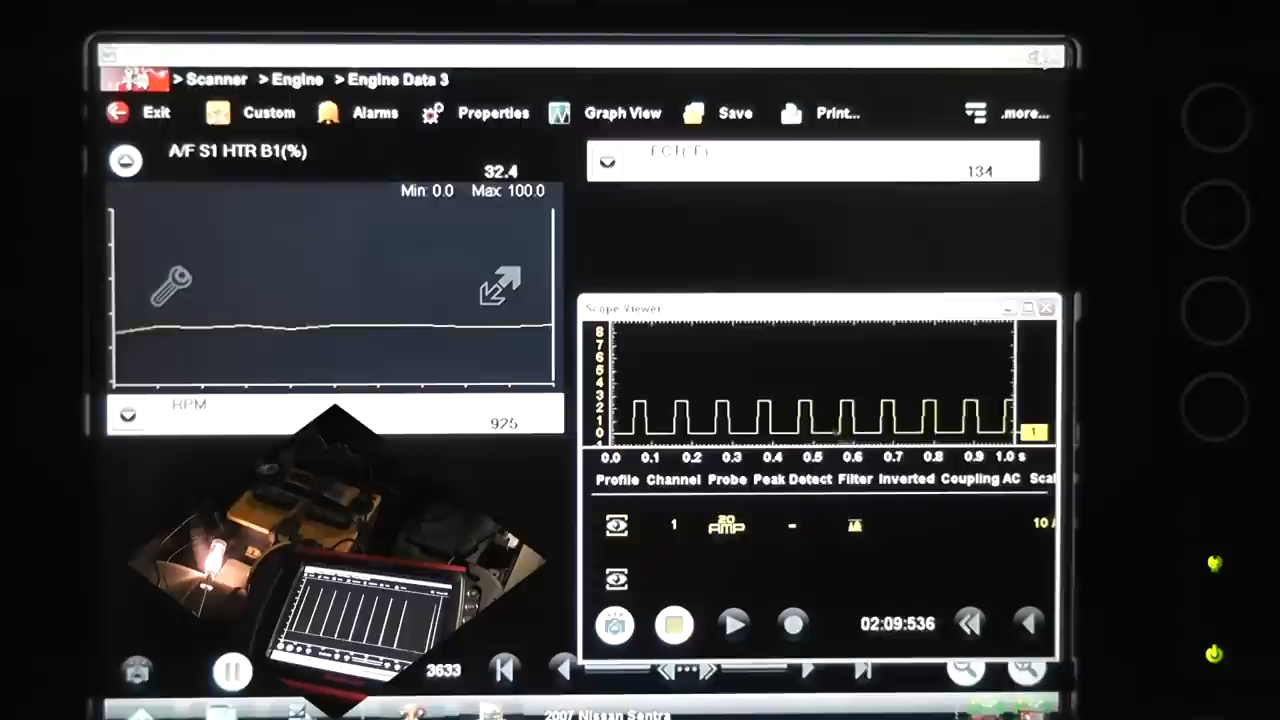 > Scanner > Engine > Engine Data 3
Exit Custom Alarms Properties Graph View Save Print... .more...
A/F S1 HTR B1(%)
32.4
Min: 0.0 Max: 100.0
ECT(°F)
134
RPM
925
Scope Viewer
8
7
6
5
4
3
2
1
0
1
0.0 0.1 0.2 0.3 0.4 0.5 0.6 0.7 0.8 0.9 1.0 s
Profile Channel Probe Peak Detect Filter Inverted Coupling AC Scal
1 20 AMP - 10 A
02:09:536
3633
2007 Nissan Sentra